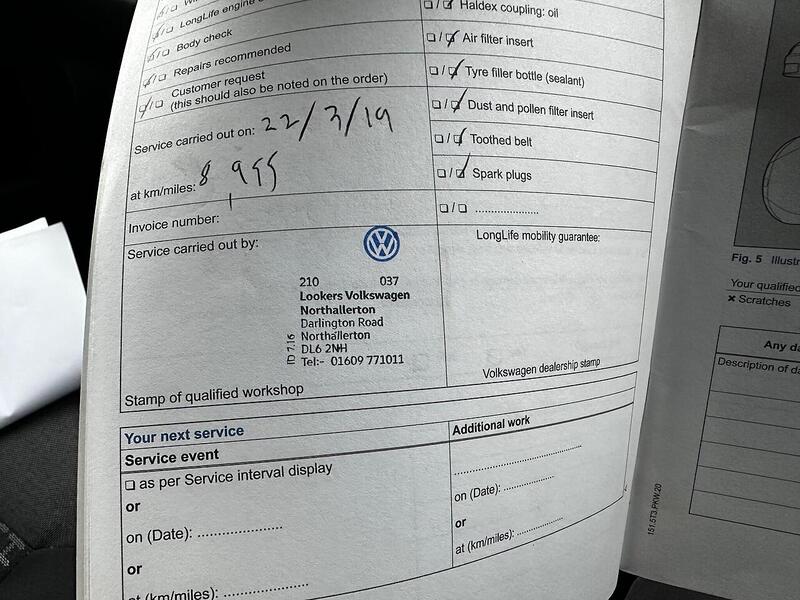 LongLife engine
Body check
Repairs recommended
Customer request
(this should also be noted on the order)
Service carried out on: 22/3/19
at km/miles: 8,955
Invoice number:
Service carried out by:
210 037
Lookers Volkswagen
Northallerton
Darlington Road
Northallerton
DL6 2NH
Tel:- 01609 771011
ID 7.16
Stamp of qualified workshop
Haldex coupling: oil
Air filter insert
Tyre filler bottle (sealant)
Dust and pollen filter insert
Toothed belt
Spark plugs
....................
LongLife mobility guarantee:
Volkswagen dealership stamp
Your next service
Service event
as per Service interval display
or
on (Date): ......................
or
at (km/miles): ......................
Additional work
................................
on (Date): ................
or
at (km/miles): ..............
151.5T3.PKW.20
Fig. 5 Illustr
Your qualified
× Scratches
Any da
Description of da